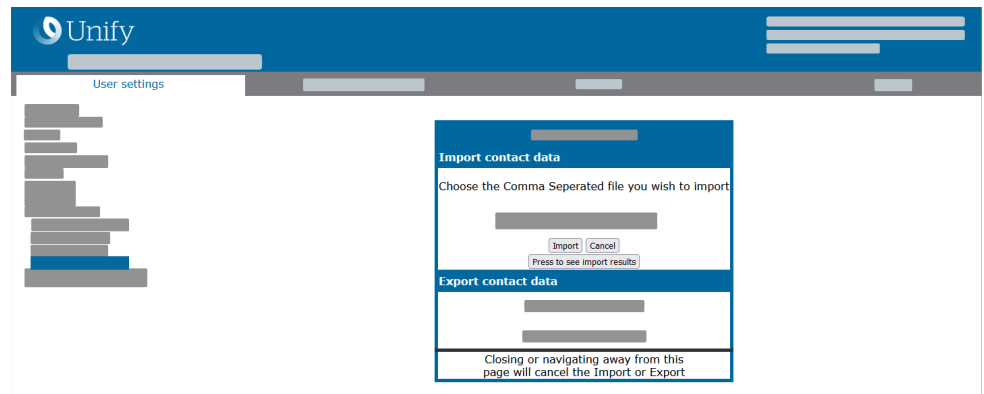 Unify
User settings
Import contact data
Choose the Comma Seperated file you wish to import
Import Cancel
Press to see import results
Export contact data
Closing or navigating away from this
page will cancel the Import or Export